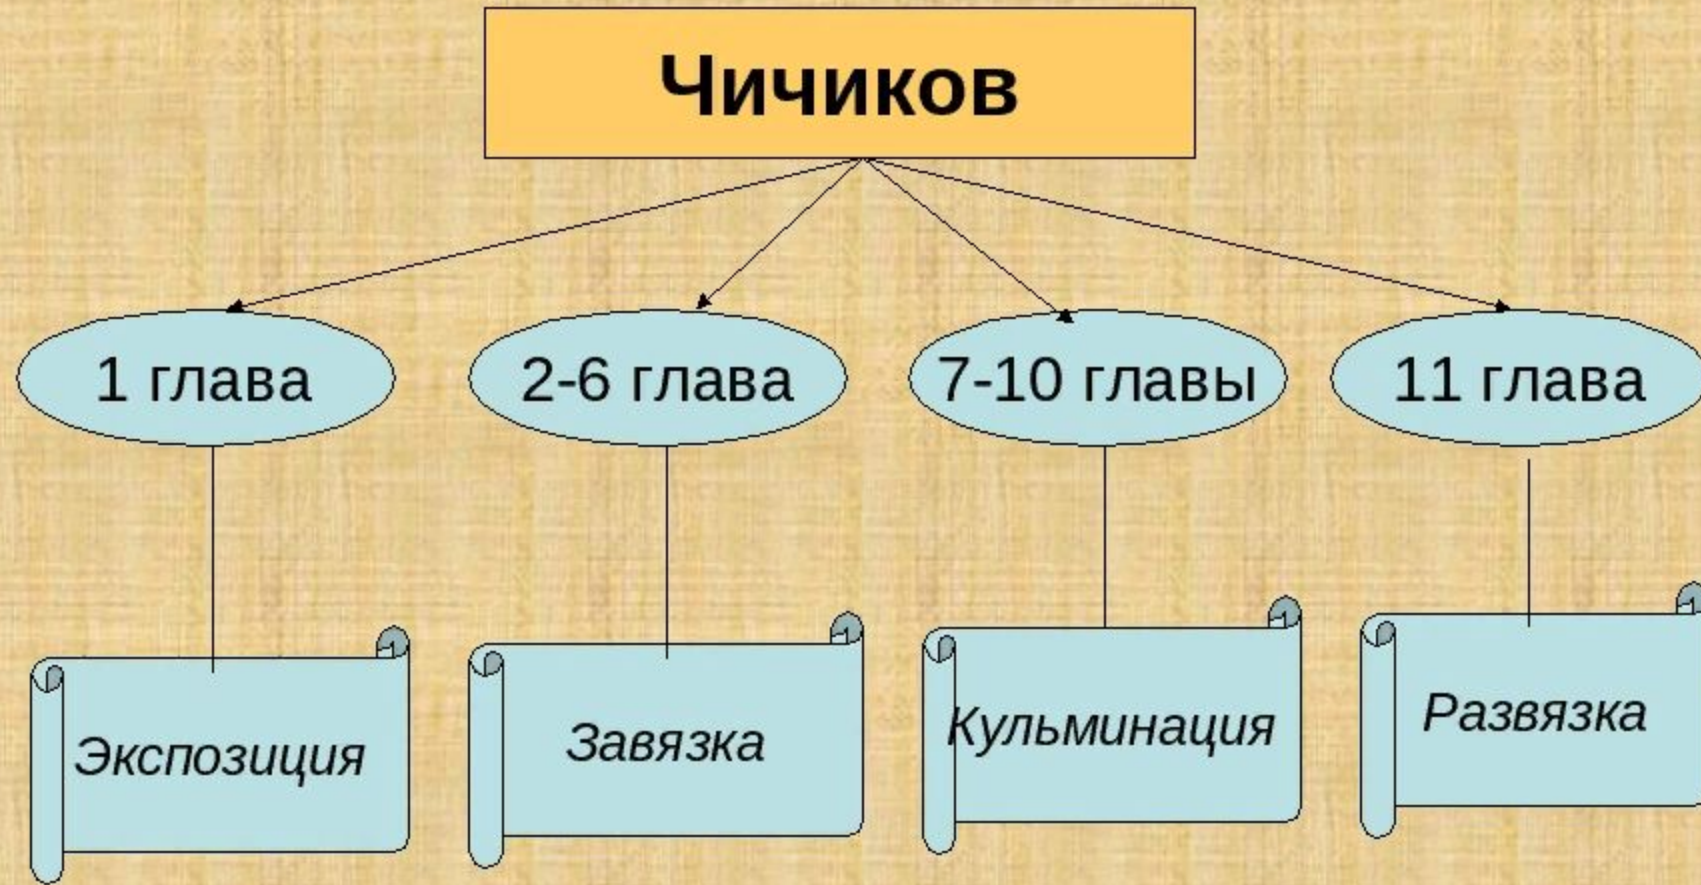 Чичиков
1 глава
2-6 глава
7-10 главы
11 глава
Экспозиция
Завязка
Кульминация
Развязка